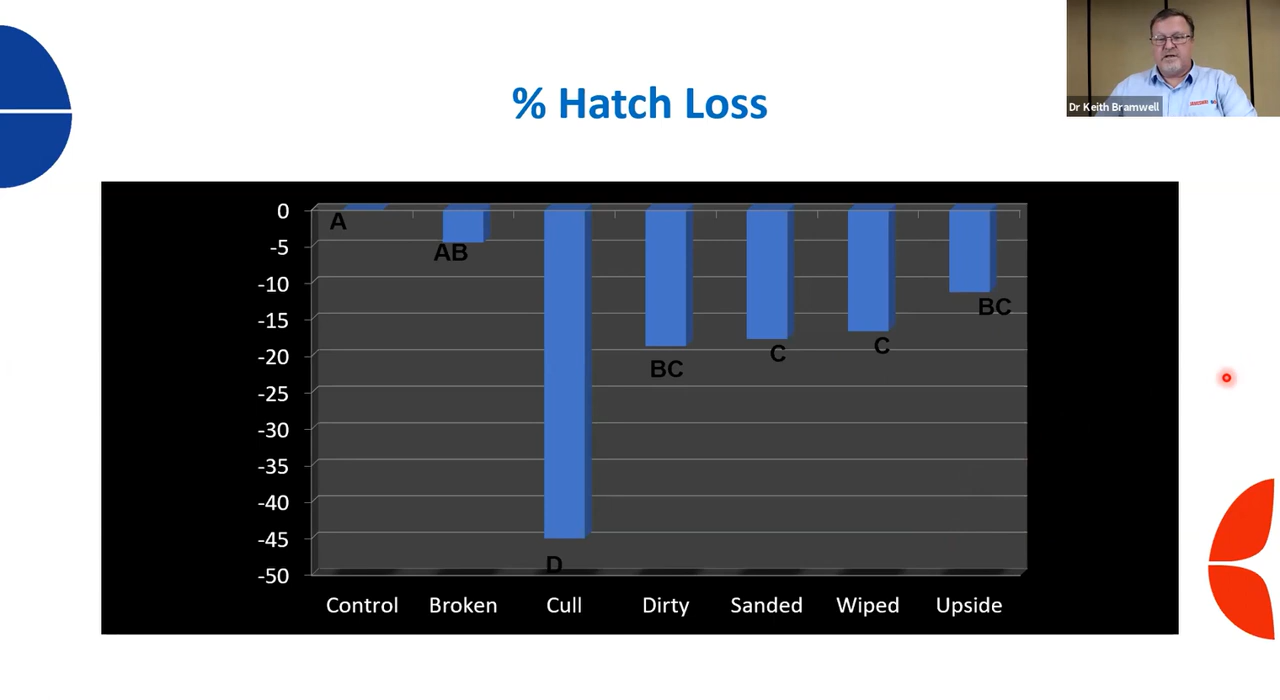 Dr Keith Bramwell
% Hatch Loss
0
-5
-10
-15
-20
-25
-30
-35
-40
-45
-50
A
AB
D
BC
C
C
BC
Control Broken Cull Dirty Sanded Wiped Upside